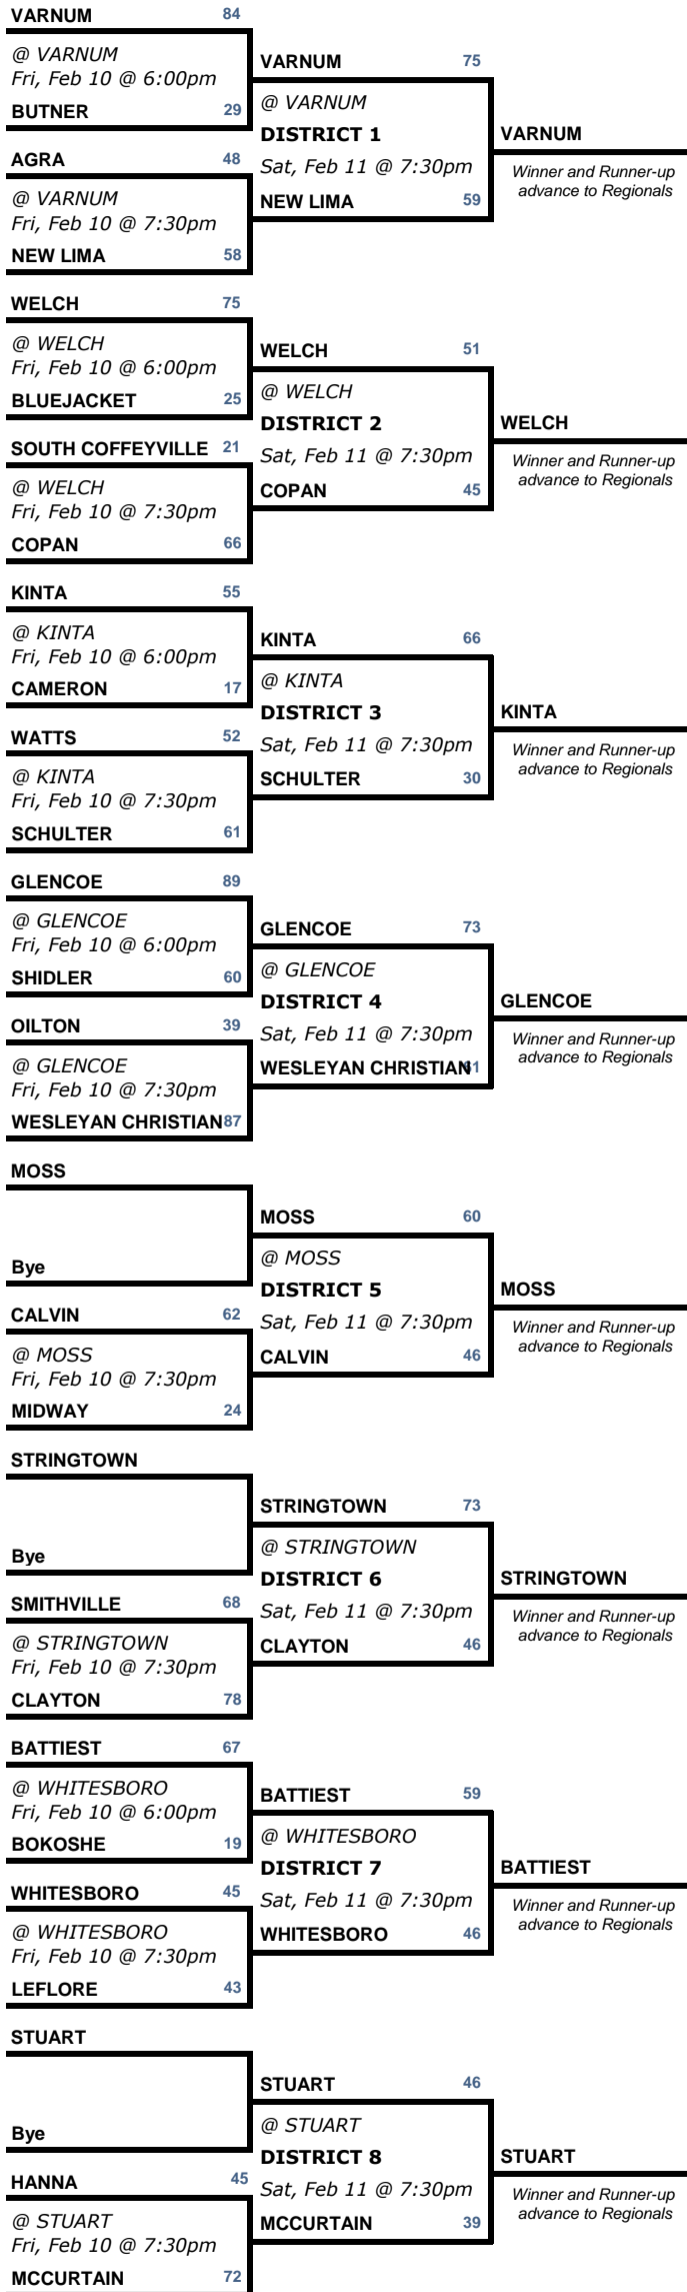 VARNUM 84
@ VARNUM
Fri, Feb 10 @ 6:00pm
BUTNER 29
AGRA 48
@ VARNUM
Fri, Feb 10 @ 7:30pm
NEW LIMA 58
VARNUM 75
@ VARNUM
DISTRICT 1
Sat, Feb 11 @ 7:30pm
NEW LIMA 59
VARNUM
Winner and Runner-up
advance to Regionals
WELCH 75
@ WELCH
Fri, Feb 10 @ 6:00pm
BLUEJACKET 25
SOUTH COFFEYVILLE 21
@ WELCH
Fri, Feb 10 @ 7:30pm
COPAN 66
WELCH 51
@ WELCH
DISTRICT 2
Sat, Feb 11 @ 7:30pm
COPAN 45
WELCH
Winner and Runner-up
advance to Regionals
KINTA 55
@ KINTA
Fri, Feb 10 @ 6:00pm
CAMERON 17
WATTS 52
@ KINTA
Fri, Feb 10 @ 7:30pm
SCHULTER 61
KINTA 66
@ KINTA
DISTRICT 3
Sat, Feb 11 @ 7:30pm
SCHULTER 30
KINTA
Winner and Runner-up
advance to Regionals
GLENCOE 89
@ GLENCOE
Fri, Feb 10 @ 6:00pm
SHIDLER 60
OILTON 39
@ GLENCOE
Fri, Feb 10 @ 7:30pm
WESLEYAN CHRISTIAN 87
GLENCOE 73
@ GLENCOE
DISTRICT 4
Sat, Feb 11 @ 7:30pm
WESLEYAN CHRISTIAN
GLENCOE
Winner and Runner-up
advance to Regionals
MOSS
Bye
CALVIN 62
@ MOSS
Fri, Feb 10 @ 7:30pm
MIDWAY 24
MOSS 60
@ MOSS
DISTRICT 5
Sat, Feb 11 @ 7:30pm
CALVIN 46
MOSS
Winner and Runner-up
advance to Regionals
STRINGTOWN
Bye
SMITHVILLE 68
@ STRINGTOWN
Fri, Feb 10 @ 7:30pm
CLAYTON 78
STRINGTOWN 73
@ STRINGTOWN
DISTRICT 6
Sat, Feb 11 @ 7:30pm
CLAYTON 46
STRINGTOWN
Winner and Runner-up
advance to Regionals
BATTIEST 67
@ WHITESBORO
Fri, Feb 10 @ 6:00pm
BOKOSHE 19
WHITESBORO 45
@ WHITESBORO
Fri, Feb 10 @ 7:30pm
LEFLORE 43
BATTIEST 59
@ WHITESBORO
DISTRICT 7
Sat, Feb 11 @ 7:30pm
WHITESBORO 46
BATTIEST
Winner and Runner-up
advance to Regionals
STUART
Bye
HANNA 45
@ STUART
Fri, Feb 10 @ 7:30pm
MCCURTAIN 72
STUART 46
@ STUART
DISTRICT 8
Sat, Feb 11 @ 7:30pm
MCCURTAIN 39
STUART
Winner and Runner-up
advance to Regionals